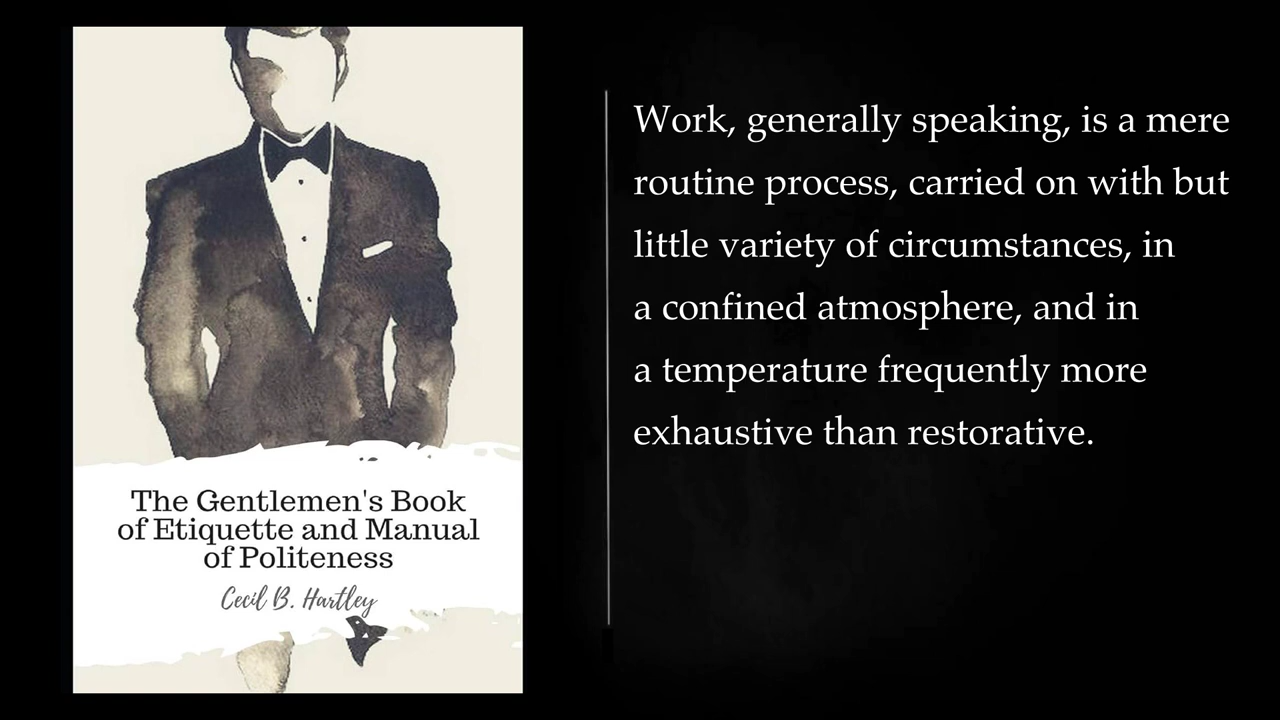 The Gentlemen's Book
of Etiquette and Manual
of Politeness
Cecil B. Hartley
Work, generally speaking, is a mere
routine process, carried on with but
little variety of circumstances, in
a confined atmosphere, and in
a temperature frequently more
exhaustive than restorative.